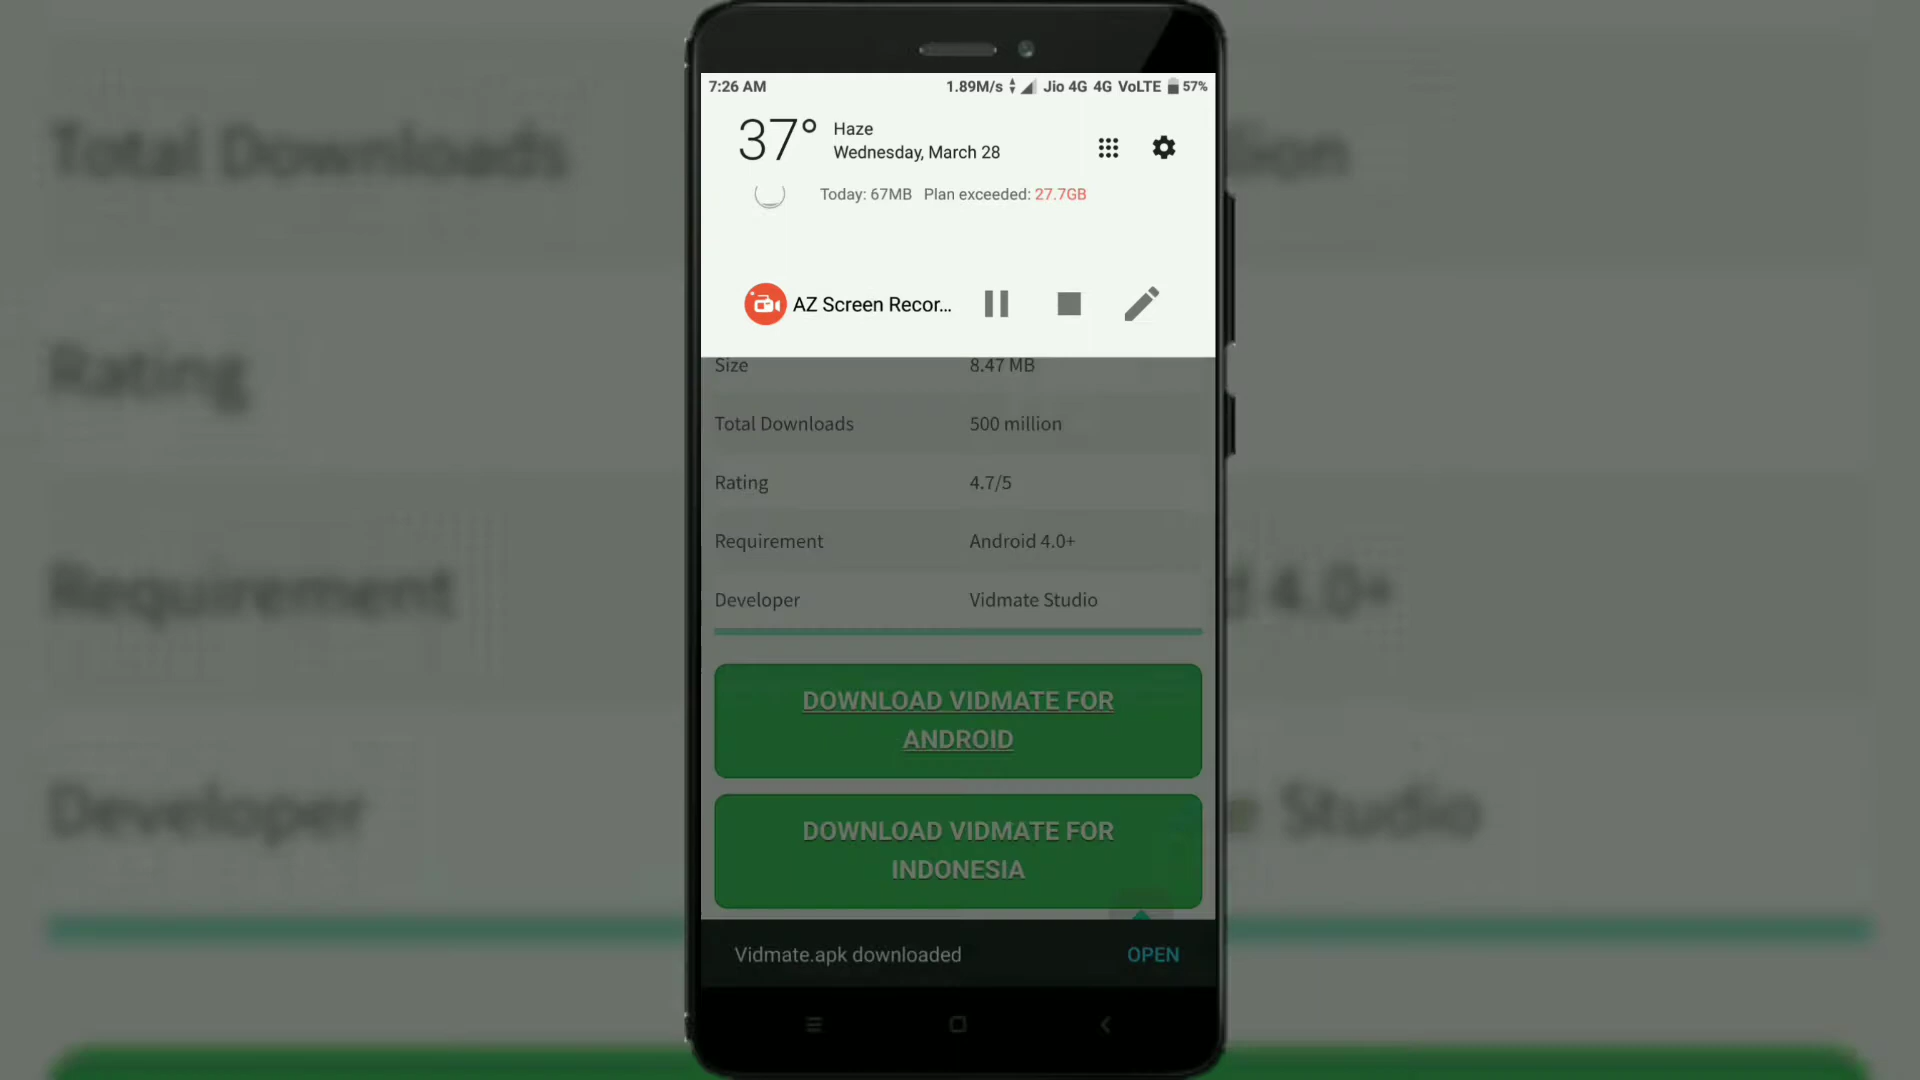 7:26 AM 1.89M/s Jio 4G 4G VoLTE 57%
37° Haze
Wednesday, March 28
Today: 67MB Plan exceeded: 27.7GB
AZ Screen Recor...
Size 8.47 MB
Total Downloads 500 million
Rating 4.7/5
Requirement Android 4.0+
Developer Vidmate Studio
DOWNLOAD VIDMATE FOR
ANDROID
DOWNLOAD VIDMATE FOR
INDONESIA
Vidmate.apk downloaded OPEN
Total Downloads lion
Rating
Requirement d 4.0+
Developer e Studio